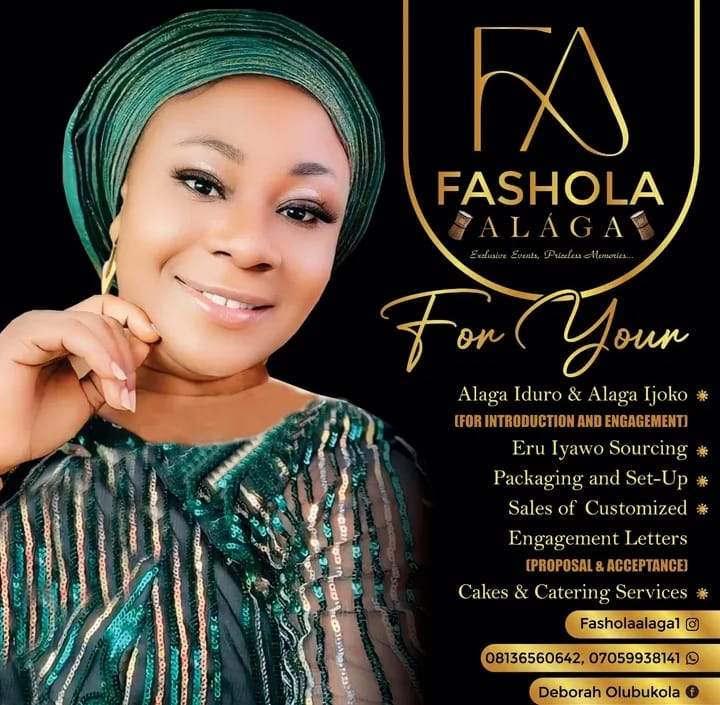 FA
FASHOLA
ALÁGA
Exclusive Events, Priceless Memories...
For Your
Alaga Iduro & Alaga Ijoko
(FOR INTRODUCTION AND ENGAGEMENT)
Eru Iyawo Sourcing
Packaging and Set-Up
Sales of Customized
Engagement Letters
(PROPOSAL & ACCEPTANCE)
Cakes & Catering Services
Fasholaalaga1
08136560642, 07059938141
Deborah Olubukola